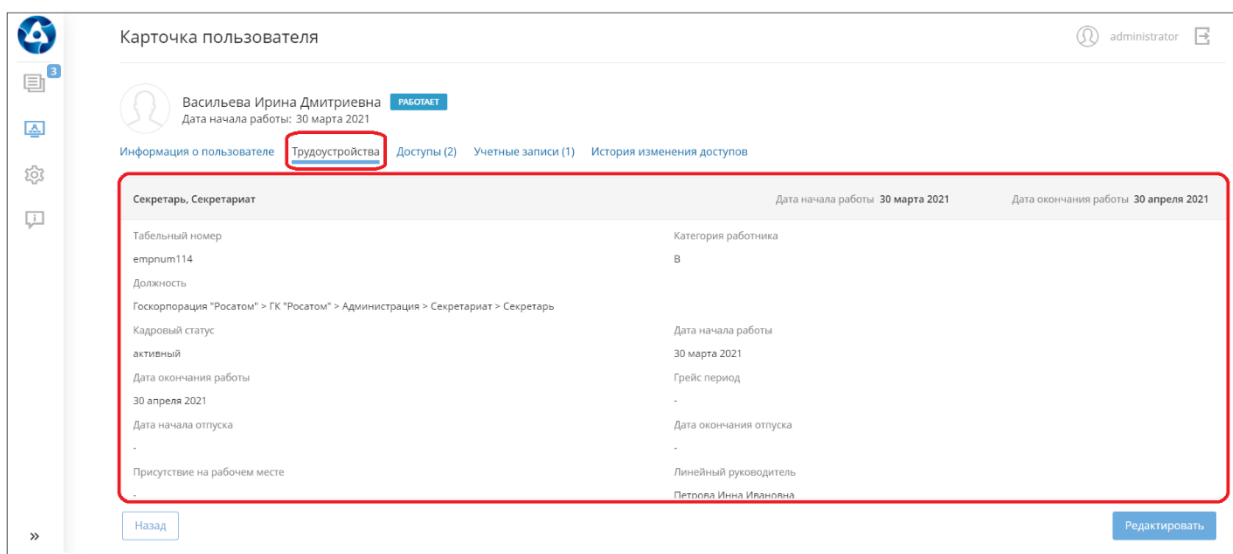 Карточка пользователя
administrator
3
Васильева Ирина Дмитриевна РАБОТАЕТ
Дата начала работы: 30 марта 2021
Информация о пользователе Трудоустройства Доступы (2) Учетные записи (1) История изменения доступов
Секретарь, Секретариат Дата начала работы 30 марта 2021 Дата окончания работы 30 апреля 2021
Табельный номер Категория работника
empnum114 В
Должность
Госкорпорация "Росатом" > ГК "Росатом" > Администрация > Секретариат > Секретарь
Кадровый статус Дата начала работы
активный 30 марта 2021
Дата окончания работы Грейс период
30 апреля 2021 -
Дата начала отпуска Дата окончания отпуска
- -
Присутствие на рабочем месте Линейный руководитель
- Петрова Инна Ивановна
Назад Редактировать
»